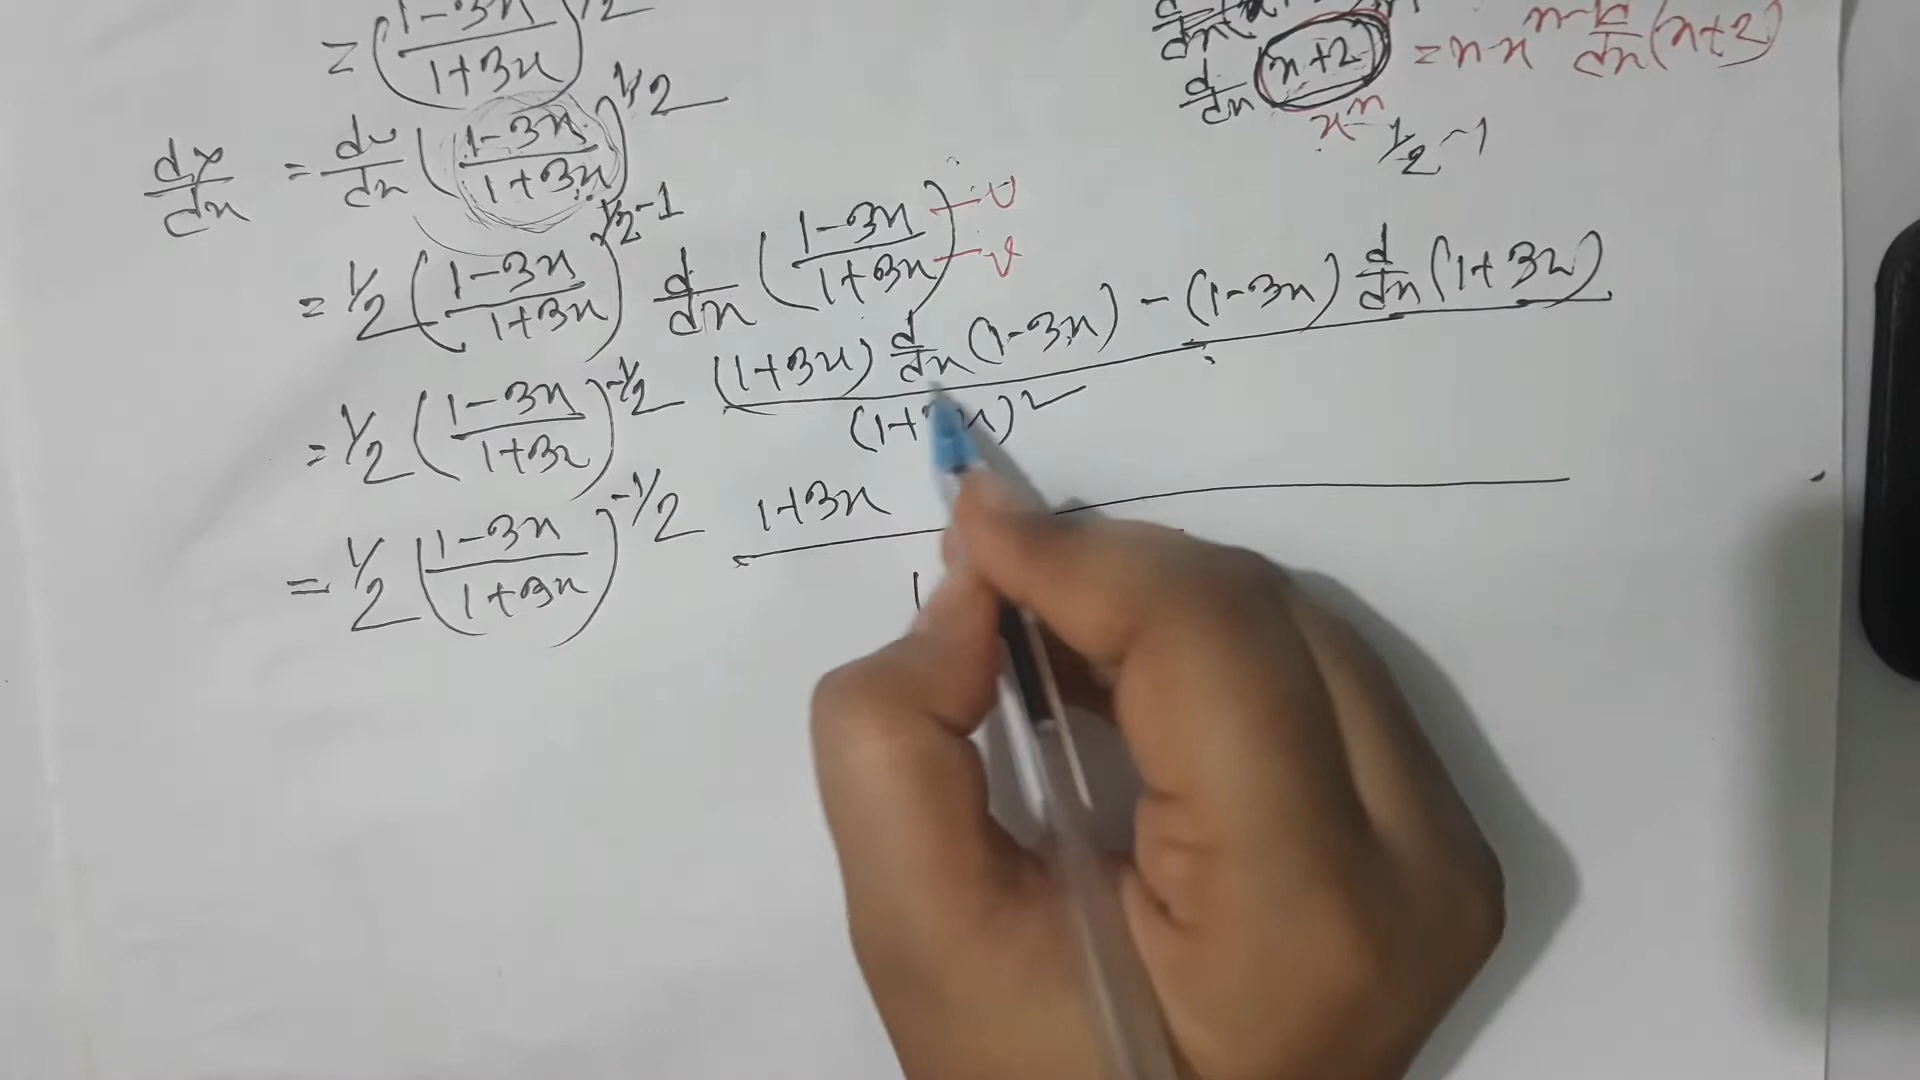 = (1-3x/1+3x)^1/2
dy/dx = du/dx (1-3x/1+3x)^1/2
= 1/2 (1-3x/1+3x)^1/2-1 d/dx (1-3x/1+3x) -U -V
= 1/2 (1-3x/1+3x)^-1/2 (1+3x) d/dx (1-3x) - (1-3x) d/dx (1+3x) / (1+3x)^2
= 1/2 (1-3x/1+3x)^-1/2 1+3x
d/dx (x+2) = n·x^n-1 d/dx (x+2)
x^n
1/2-1